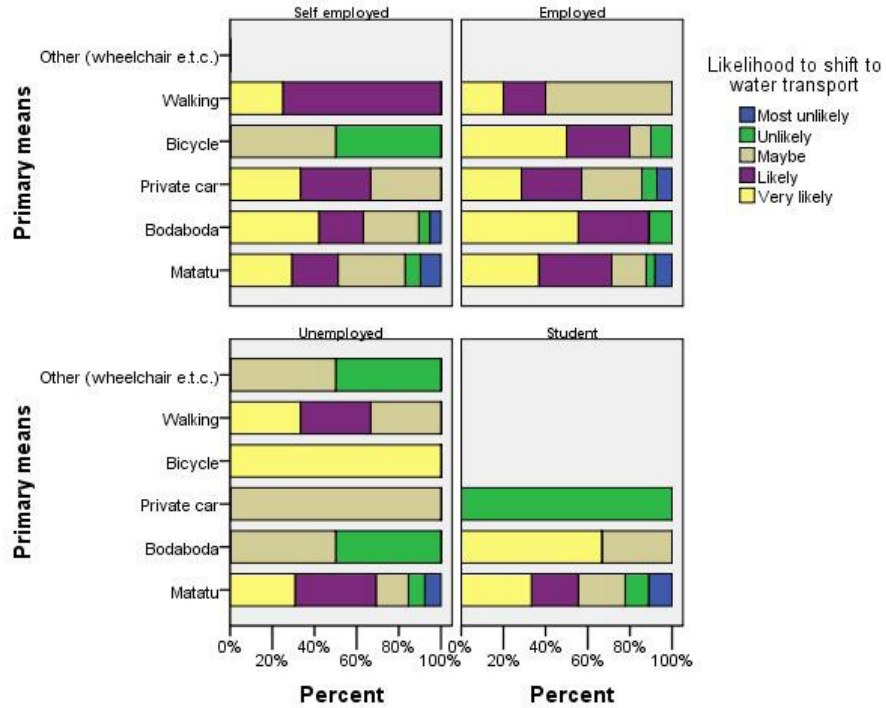 Self employed
Employed
Primary means
Other (wheelchair e.t.c.)
Walking
Bicycle
Private car
Bodaboda
Matatu
Likelihood to shift to
water transport
Most unlikely
Unlikely
Maybe
Likely
Very likely
Unemployed
Student
Primary means
Other (wheelchair e.t.c.)
Walking
Bicycle
Private car
Bodaboda
Matatu
0% 20% 40% 60% 80% 100%
0% 20% 40% 60% 80% 100%
Percent
Percent